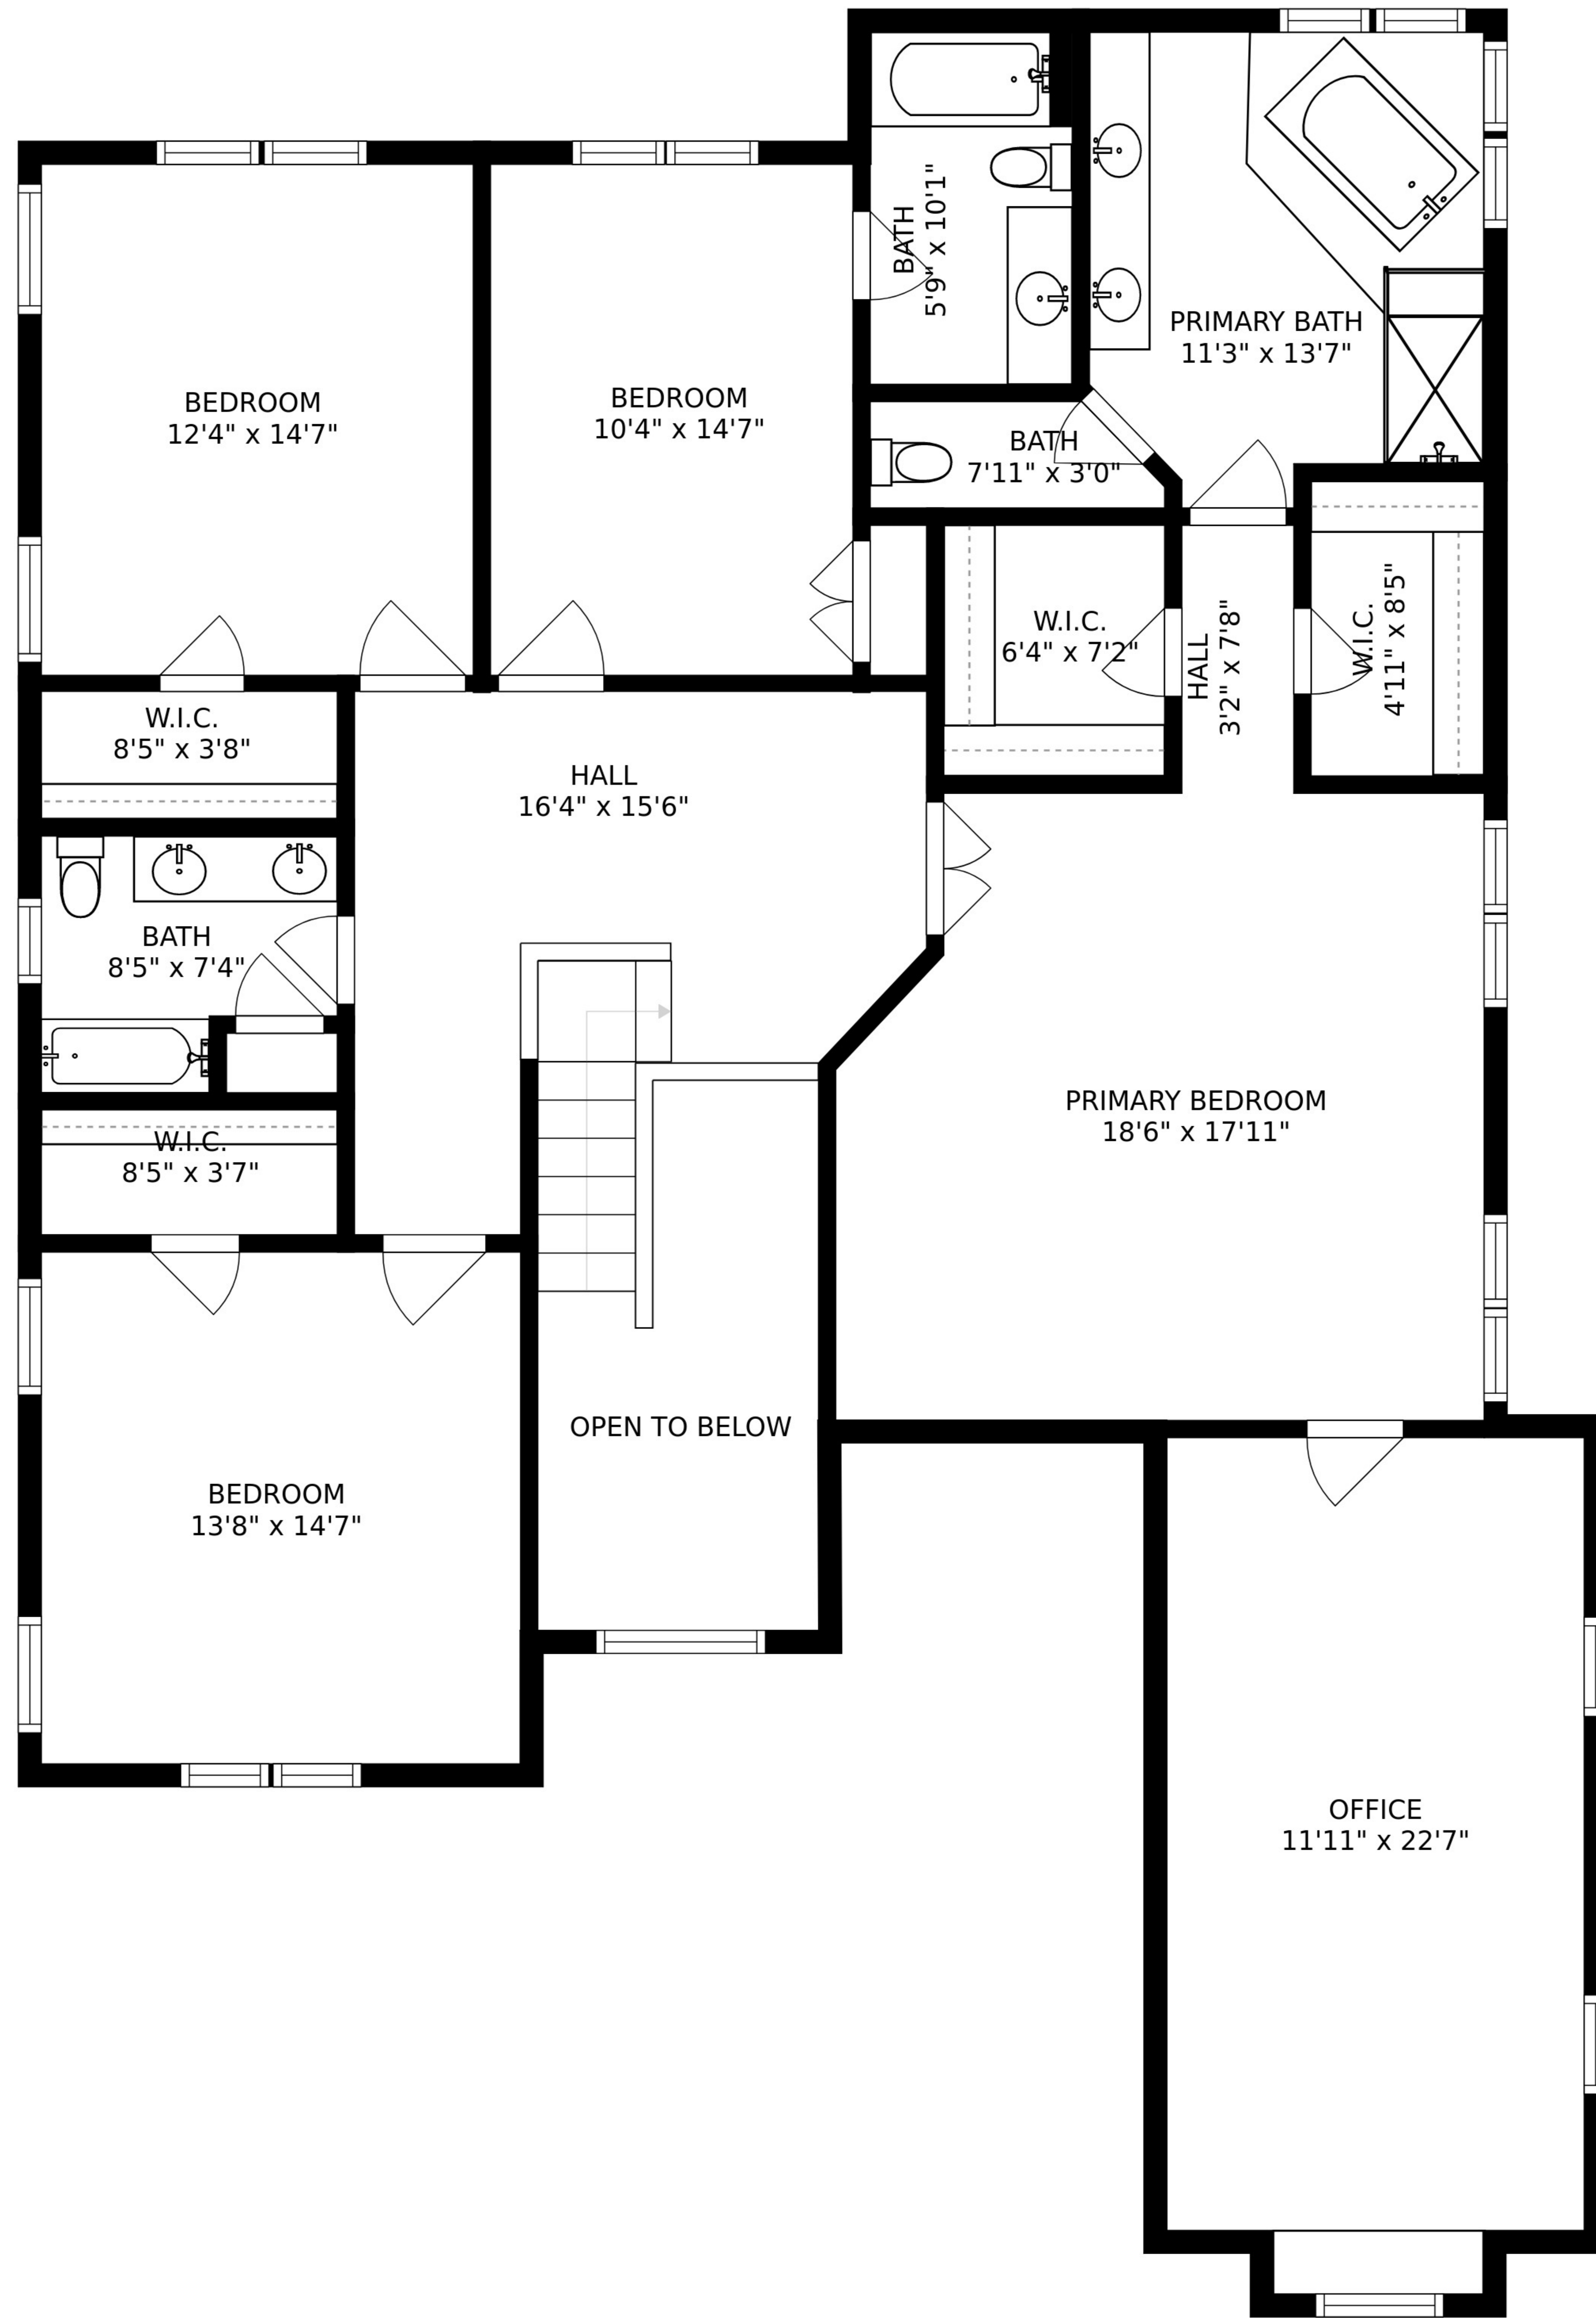 BATH
5'9" x 10'1"
PRIMARY BATH
11'3" x 13'7"
BEDROOM
12'4" x 14'7"
BEDROOM
10'4" x 14'7"
BATH
7'11" x 3'0"
W.I.C.
6'4" x 7'2"
HALL
3'2" x 7'8"
W.I.C.
4'11" x 8'5"
W.I.C.
8'5" x 3'8"
HALL
16'4" x 15'6"
BATH
8'5" x 7'4"
W.I.C.
8'5" x 3'7"
PRIMARY BEDROOM
18'6" x 17'11"
OPEN TO BELOW
BEDROOM
13'8" x 14'7"
OFFICE
11'11" x 22'7"